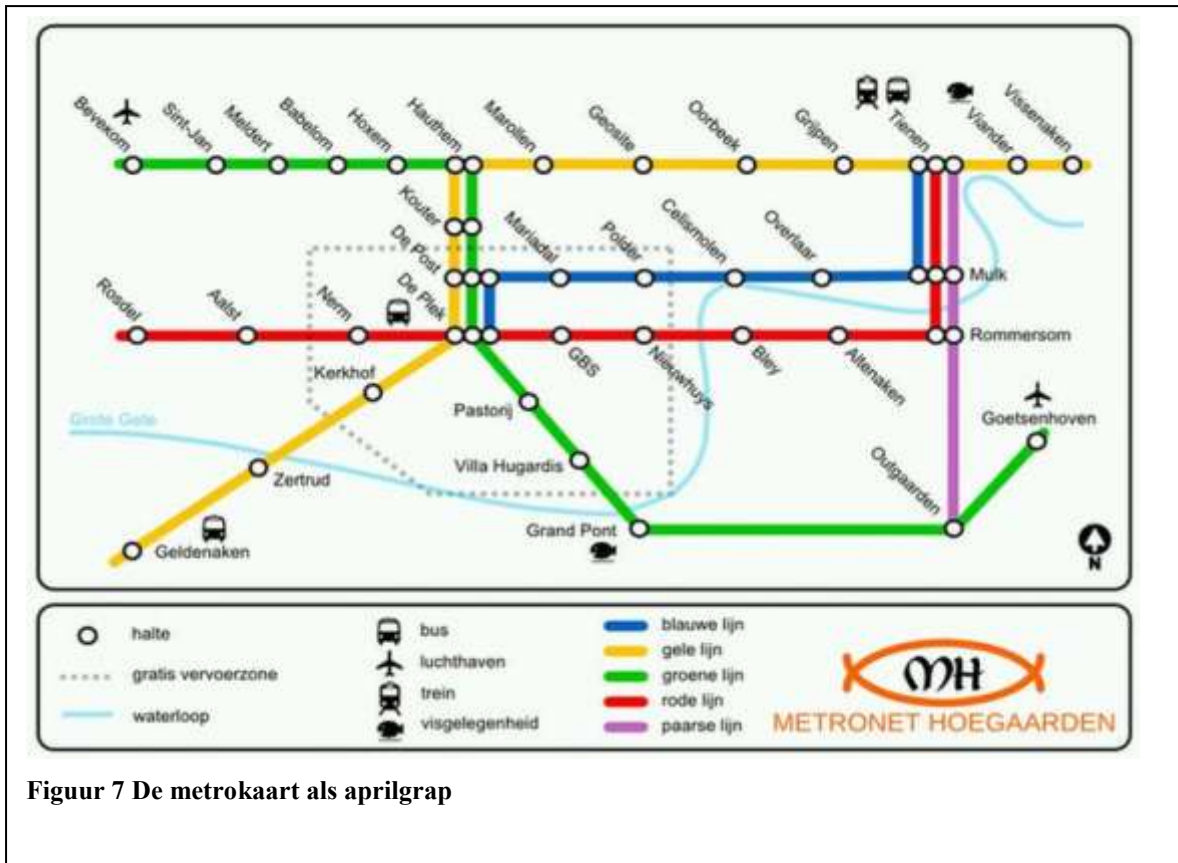 Bevekom
Sint-Jan
Meldert
Babelom
Hoxem
Hauthem
Marollen
Geosite
Dorbeek
Grijpen
Tienen
Viander
Vissenaken
Kouter
De Post
Mariadal
Polder
Celismolen
Overlaar
Mulk
Rosdel
Aalst
Nerm
De Plek
GBS
Nieuwhuys
Bley
Altenaken
Rommersom
Kerkhof
Pastorij
Goetsenhoven
Grote Gete
Zertrud
Villa Hugardis
Outgaarden
Geldenaken
Grand Pont
N
halte
gratis vervoerzone
waterloop
bus
luchthaven
trein
visgelegenheid
blauwe lijn
gele lijn
groene lijn
rode lijn
paarse lijn
MH
METRONET HOEGAARDEN
Figuur 7 De metrokaart als aprilgrap